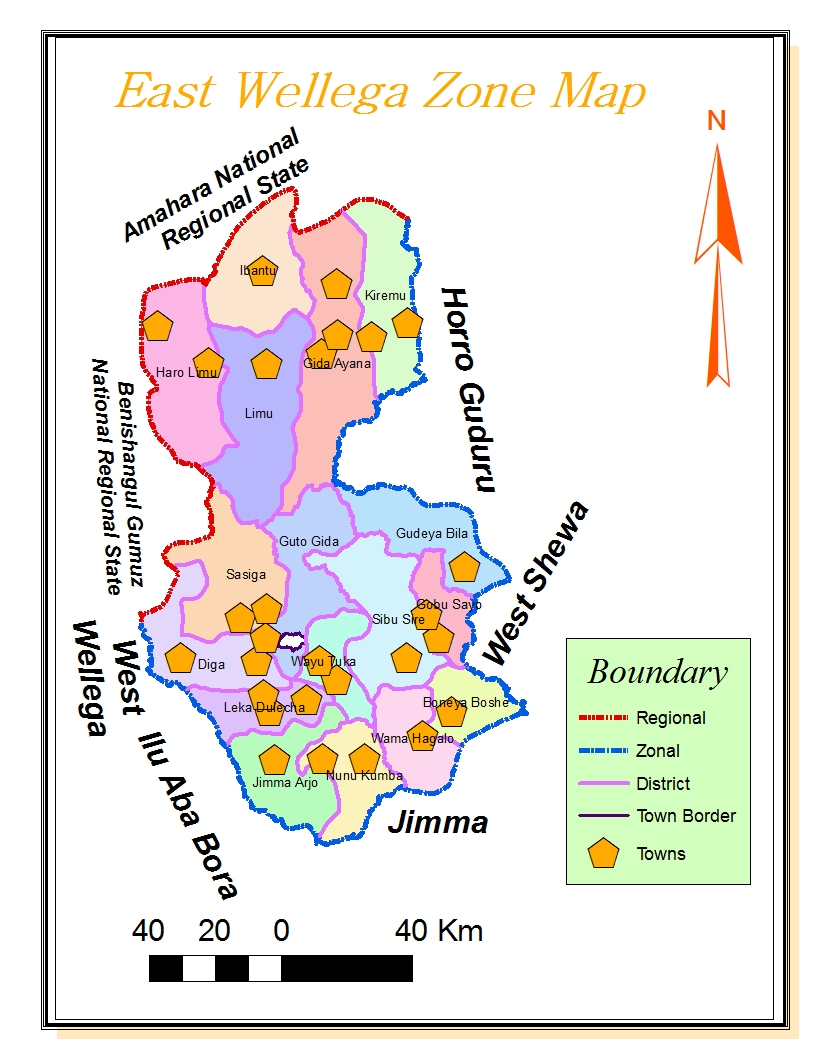 East Wellega Zone Map
N
Amahara National
Regional State
Ibantu
Kiremu
Horro Guduru
Haro Limu
Gida Ayana
Benishangul Gumuz
National Regional State
Limu
Guto Gida
Gudeya Bila
West Shewa
Sasiga
Gobu Sayo
Sibu Sire
West
Wellega
Diga
Wayu Tuka
Leka Dulecha
Boneya Boshe
Wama Hagalo
Ilu Aba Bora
Jimma Arjo
Nunu Kumba
Jimma
Boundary
Regional
Zonal
District
Town Border
Towns
40 20 0 40 Km